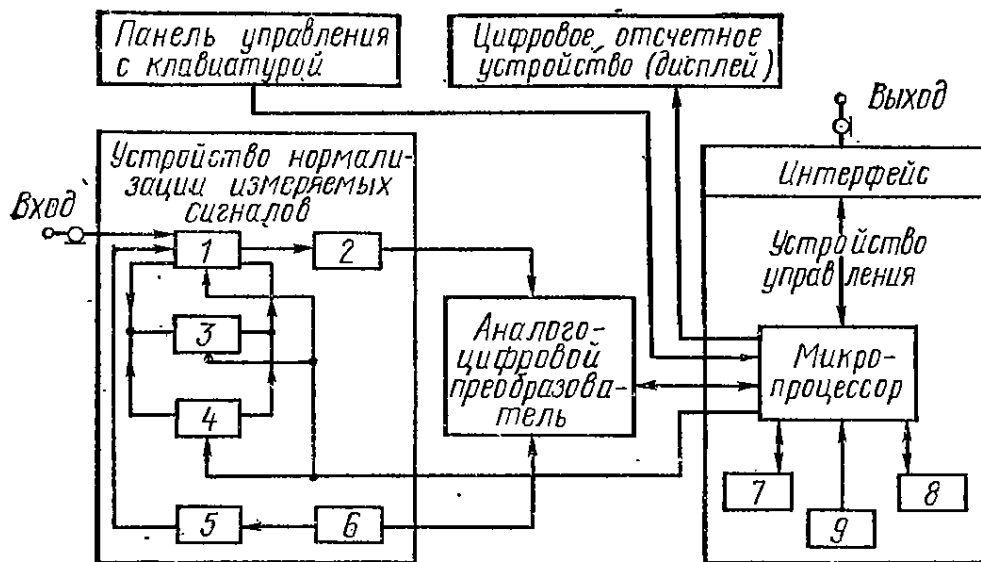 Панель управления
с клавиатурой
Цифровое отсчетное
устройство (дисплей)
Выход
Устройство нормали-
зации измеряемых
сигналов
Вход
Интерфейс
Устройство
управления
1
2
3
4
5
6
Аналого-
цифровой
преобразова-
тель
Микро-
процессор
7
8
9